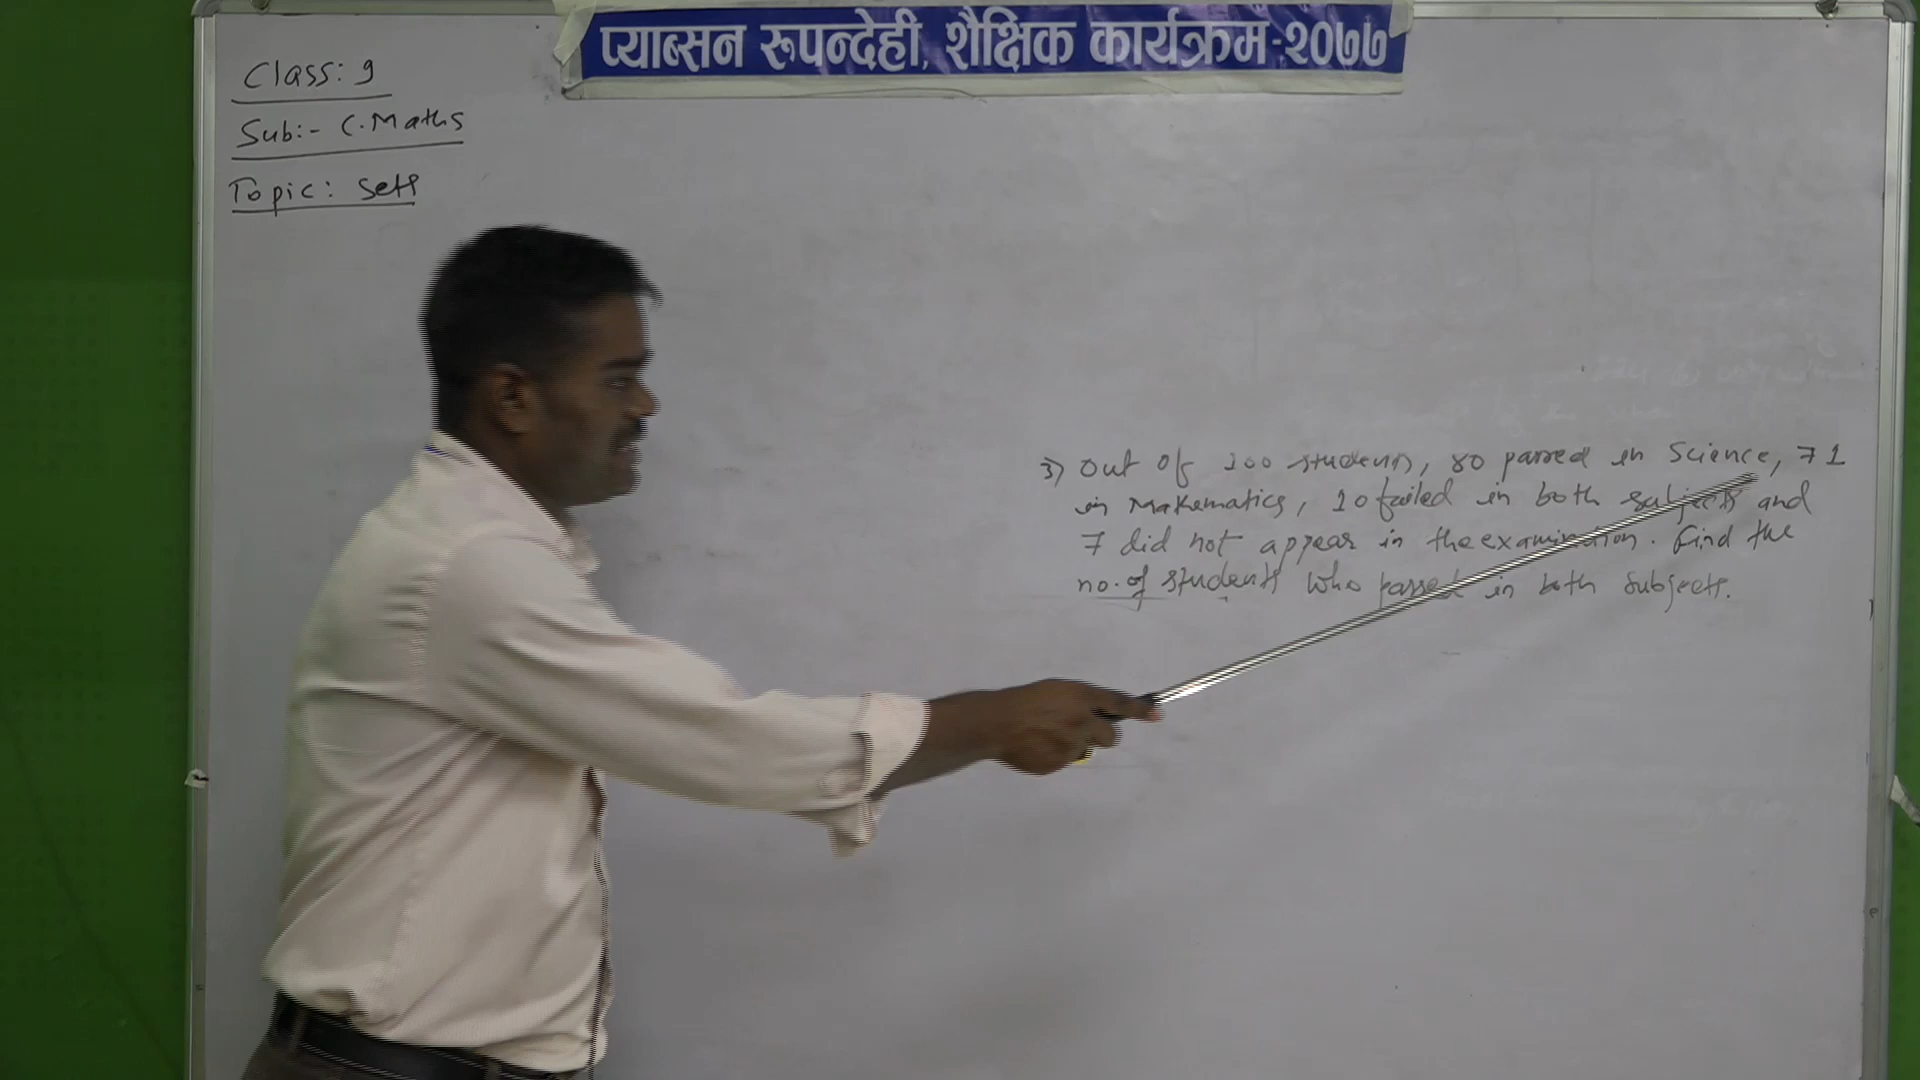 प्याब्सन रूपन्देही, शैक्षिक कार्यक्रम-२०७७
Class: 9
Sub:- C.Maths
Topic: Sets
3) Out of 100 students, 80 passed in Science, 71
in Mathematics, 10 failed in both subjects and
7 did not appear in the examination. Find the
no. of students who passed in both subjects.